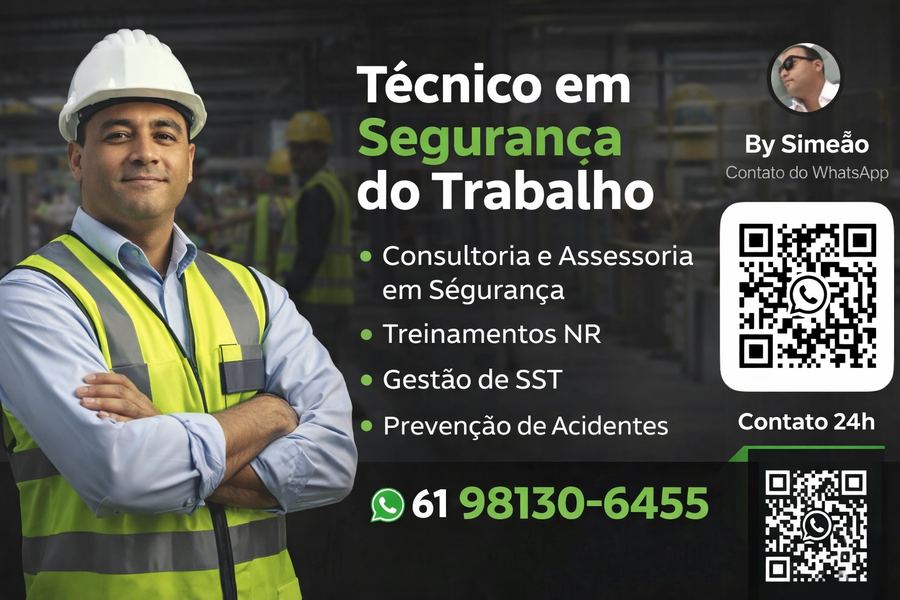 Técnico em
Segurança
do Trabalho
• Consultoria e Assessoria
em Ségurança
• Treinamentos NR
• Gestão de SST
• Prevenção de Acidentes
61 98130-6455
By Simeão
Contato do WhatsApp
Contato 24h